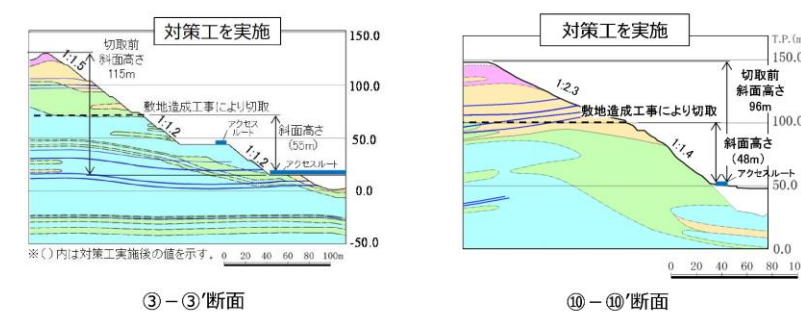 対策工を実施
150.0
100.0
50.0
0.0
-50.0
切取前
斜面高さ
115m
1:1.5
敷地造成工事により切取
1:1.2
アクセス
ルート
斜面高さ
(55m)
1:1.2
アクセスルート
※()内は対策工実施後の値を示す。
0 20 40 60 80 100m
③－③′断面
対策工を実施
T.P.(m
150.0
100.0
50.0
0.0
1:2.3
切取前
斜面高さ
96m
敷地造成工事により切取
1:1.4
斜面高さ
(48m)
アクセスルート
0 20 40 60 80 10
⑩－⑩′断面